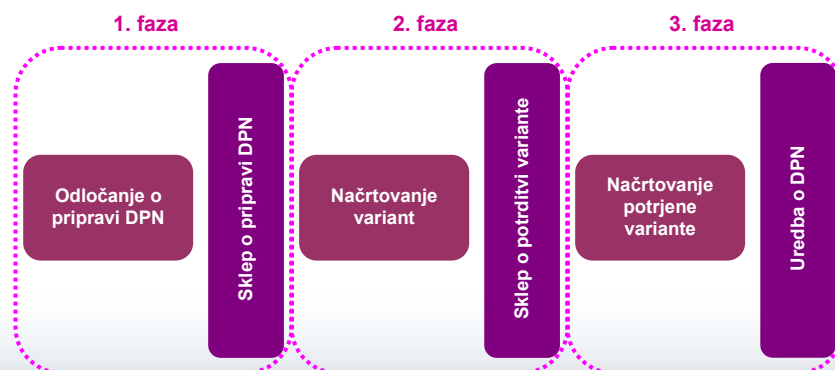 1. faza
Odločanje o
pripravi DPN
Sklep o pripravi DPN
2. faza
Načrtovanje
variant
Sklep o potrditvi variante
3. faza
Načrtovanje
potrjene
variante
Uredba o DPN